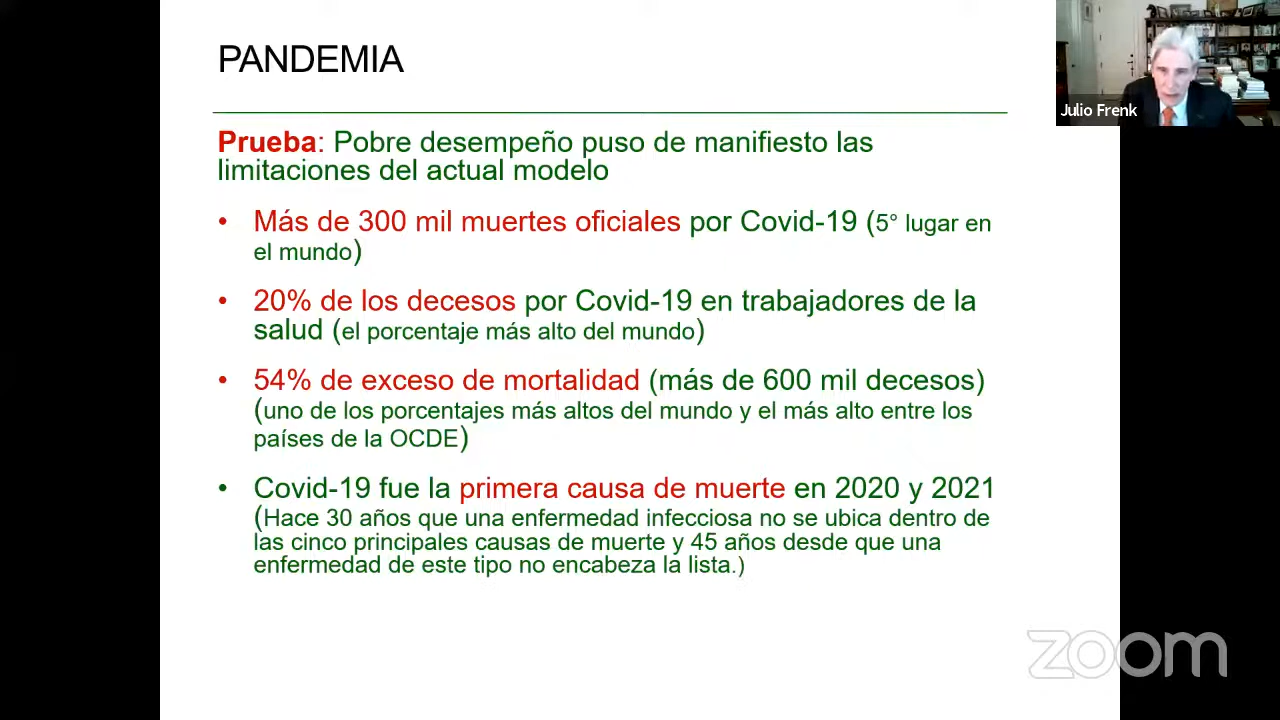 PANDEMIA
Julio Frenk
Prueba: Pobre desempeño puso de manifiesto las
limitaciones del actual modelo
• Más de 300 mil muertes oficiales por Covid-19 (5° lugar en
el mundo)
• 20% de los decesos por Covid-19 en trabajadores de la
salud (el porcentaje más alto del mundo)
• 54% de exceso de mortalidad (más de 600 mil decesos)
(uno de los porcentajes más altos del mundo y el más alto entre los
países de la OCDE)
• Covid-19 fue la primera causa de muerte en 2020 y 2021
(Hace 30 años que una enfermedad infecciosa no se ubica dentro de
las cinco principales causas de muerte y 45 años desde que una
enfermedad de este tipo no encabeza la lista.)
zoom